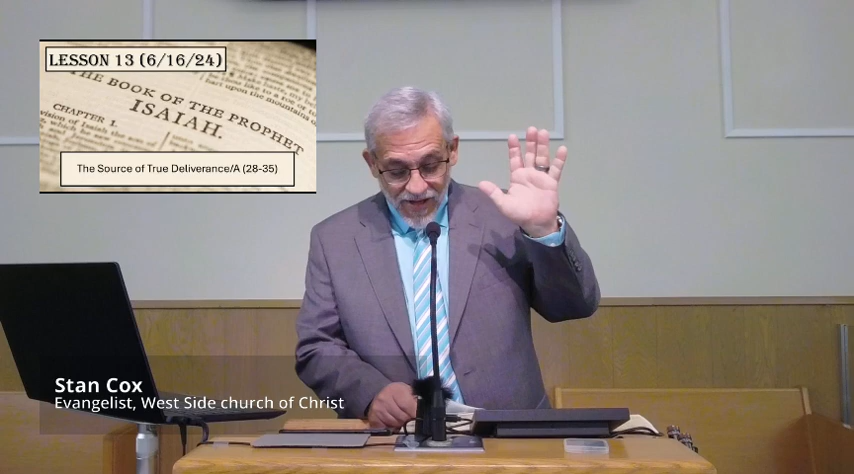 LESSON 13 (6/16/24)
THE BOOK OF THE PROPHET
ISAIAH.
CHAPTER 1.
The Source of True Deliverance/A (28-35)
Stan Cox
Evangelist, West Side church of Christ